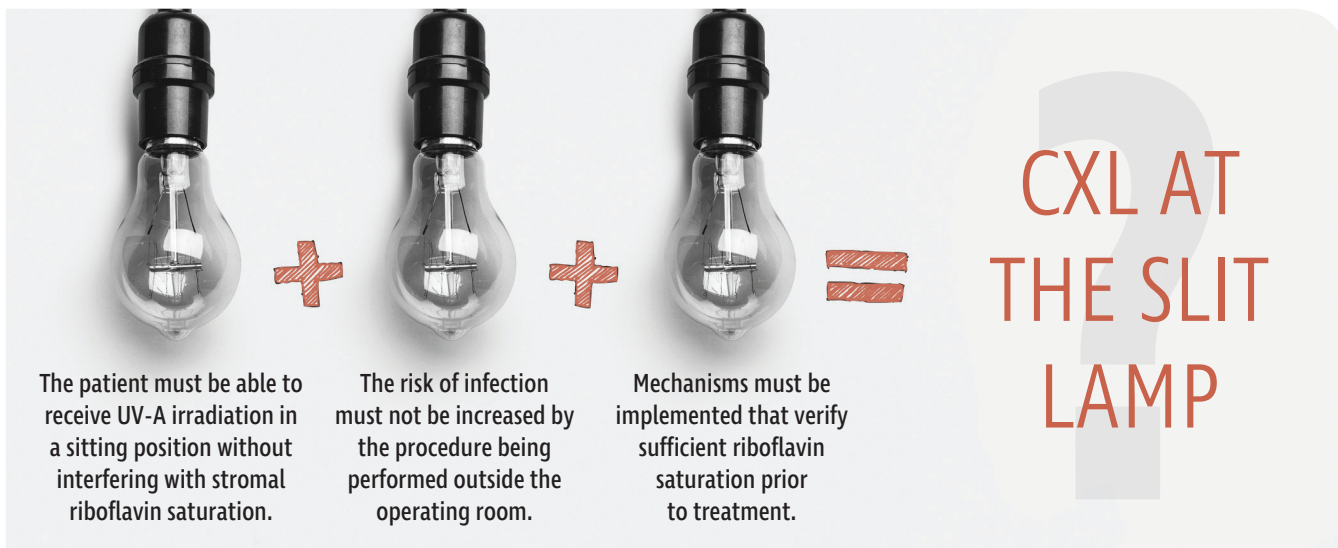 The patient must be able to
receive UV-A irradiation in
a sitting position without
interfering with stromal
riboflavin saturation.
The risk of infection
must not be increased by
the procedure being
performed outside the
operating room.
Mechanisms must be
implemented that verify
sufficient riboflavin
saturation prior
to treatment.
?
CXL AT
THE SLIT
LAMP